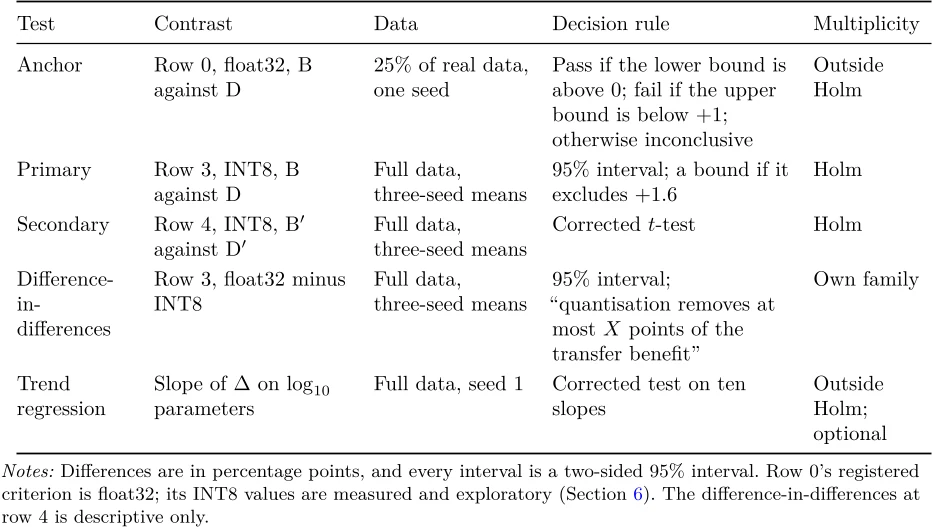 Test Contrast Data Decision rule Multiplicity
Anchor Row 0, float32, B 25% of real data, Pass if the lower bound is Outside
against D one seed above 0; fail if the upper Holm
bound is below +1;
otherwise inconclusive
Primary Row 3, INT8, B Full data, 95% interval; a bound if it Holm
against D three-seed means excludes +1.6
Secondary Row 4, INT8, B′ Full data, Corrected t-test Holm
against D′ three-seed means
Difference- Row 3, float32 minus Full data, 95% interval; Own family
in- INT8 three-seed means “quantisation removes at
differences most X points of the
transfer benefit”
Trend Slope of Δ on log₁₀ Full data, seed 1 Corrected test on ten Outside
regression parameters slopes Holm;
optional
Notes: Differences are in percentage points, and every interval is a two-sided 95% interval. Row 0’s registered
criterion is float32; its INT8 values are measured and exploratory (Section 6). The difference-in-differences at
row 4 is descriptive only.